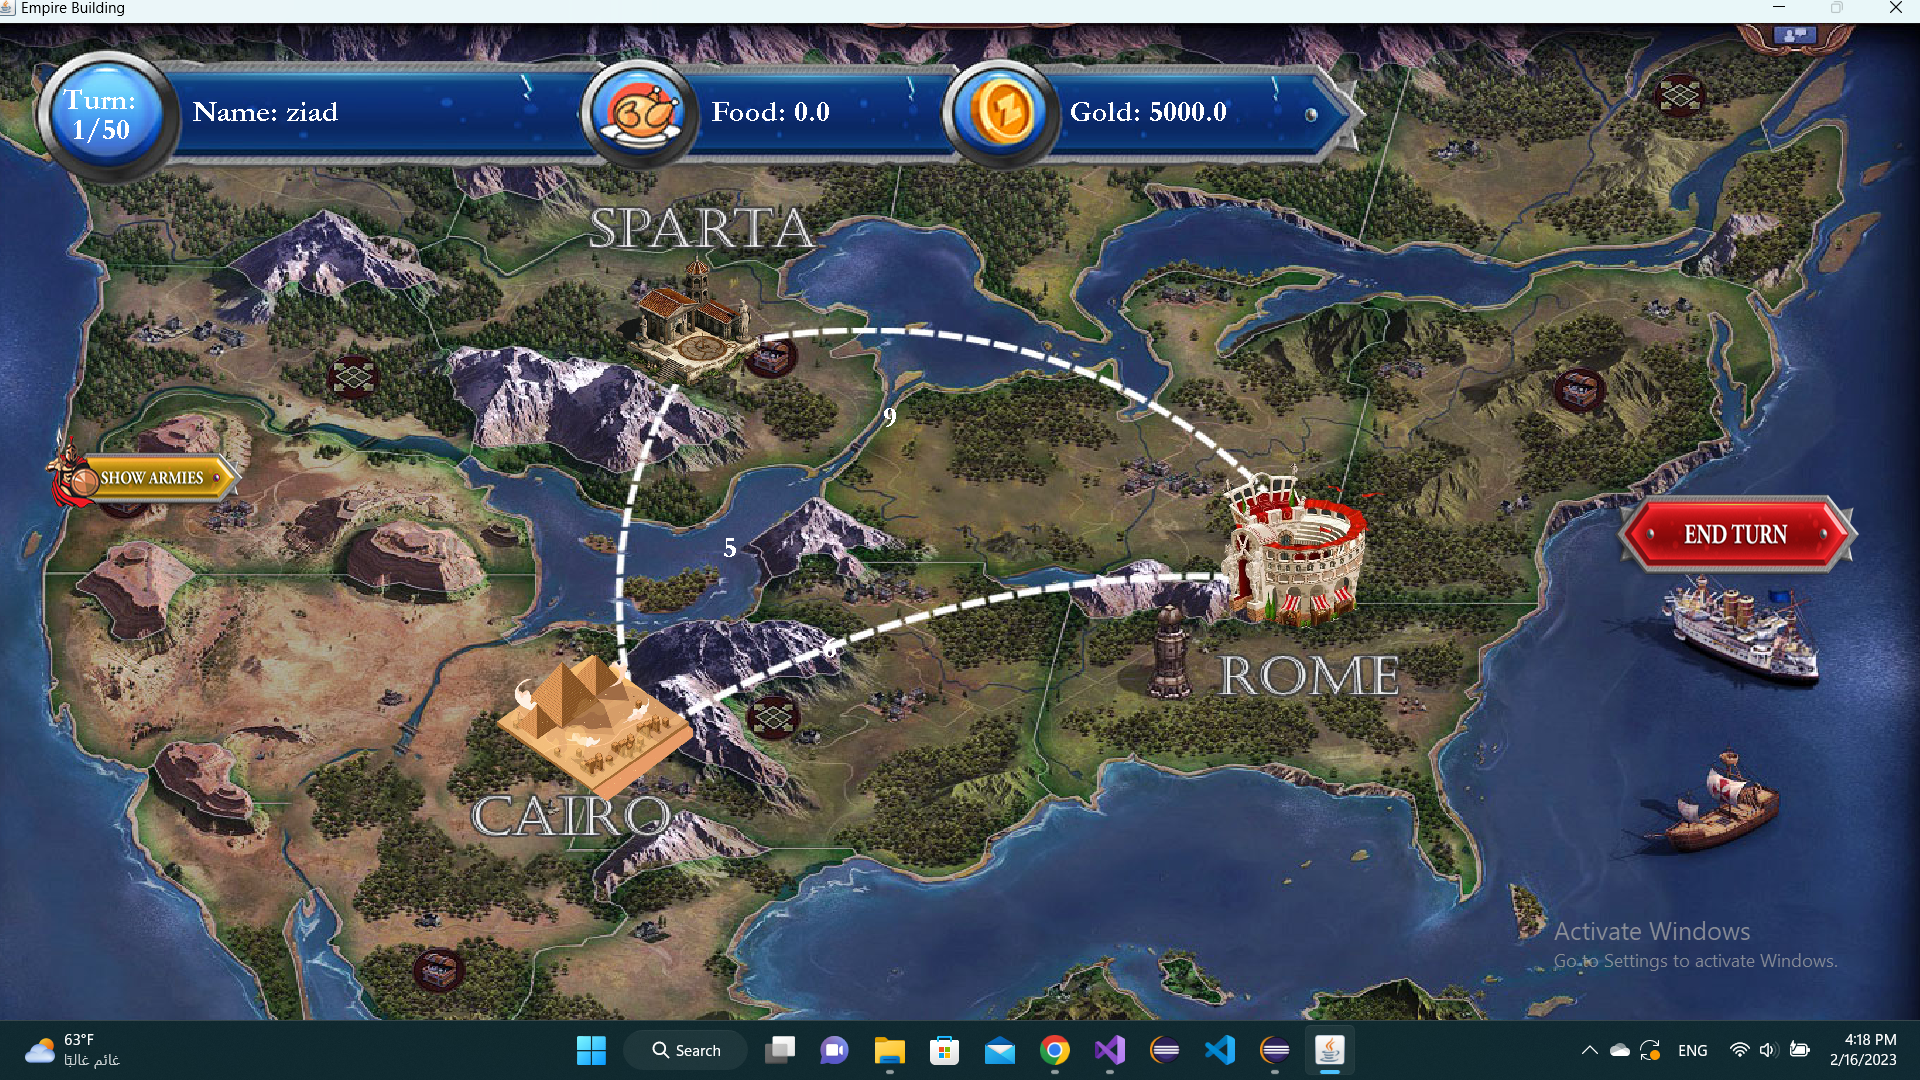 Empire Building
Turn:
1/50
Name: ziad
Food: 0.0
Gold: 5000.0
SPARTA
9
SHOW ARMIES
5
END TURN
6
ROME
CAIRO
Activate Windows
Go to Settings to activate Windows.
63°F
غائم غالبًا
Search
ENG
4:18 PM
2/16/2023